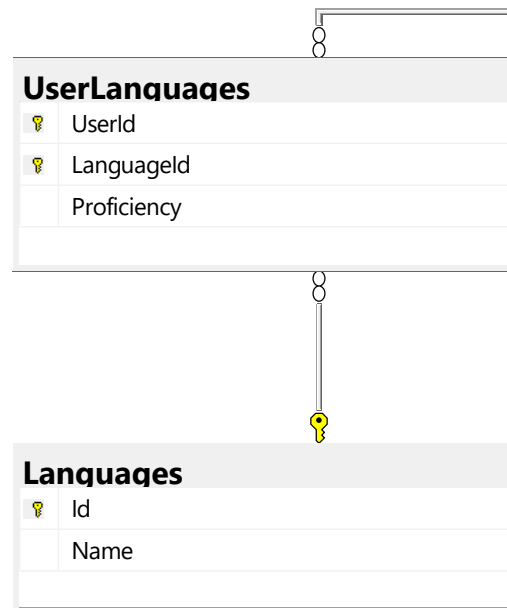 UserLanguages
UserId
LanguageId
Proficiency
Languages
Id
Name